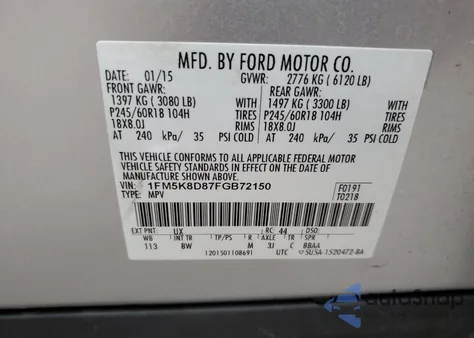 MFD. BY FORD MOTOR CO.
DATE: 01/15 GVWR: 2776 KG (6120 LB)
FRONT GAWR: REAR GAWR:
1397 KG (3080 LB) WITH 1497 KG (3300 LB) WITH
P245/60R18 104H TIRES P245/60R18 104H TIRES
18X8.0J RIMS 18X8.0J RIMS
AT 240 kPa/ 35 PSI COLD AT 240 kPa/ 35 PSI COLD
THIS VEHICLE CONFORMS TO ALL APPLICABLE FEDERAL MOTOR
VEHICLE SAFETY STANDARDS IN EFFECT ON THE DATE OF
MANUFACTURE SHOWN ABOVE.
VIN: 1FM5K8D87FGB72150 F0191
TYPE: MPV T0218
EXT PNT: UX RC: 44
WB INT TR TP/PS R AXLE TR SPR
113 BW M 3J C BBAA
1201501108691 UTC 5USA-1520472-BA
AutoSnap